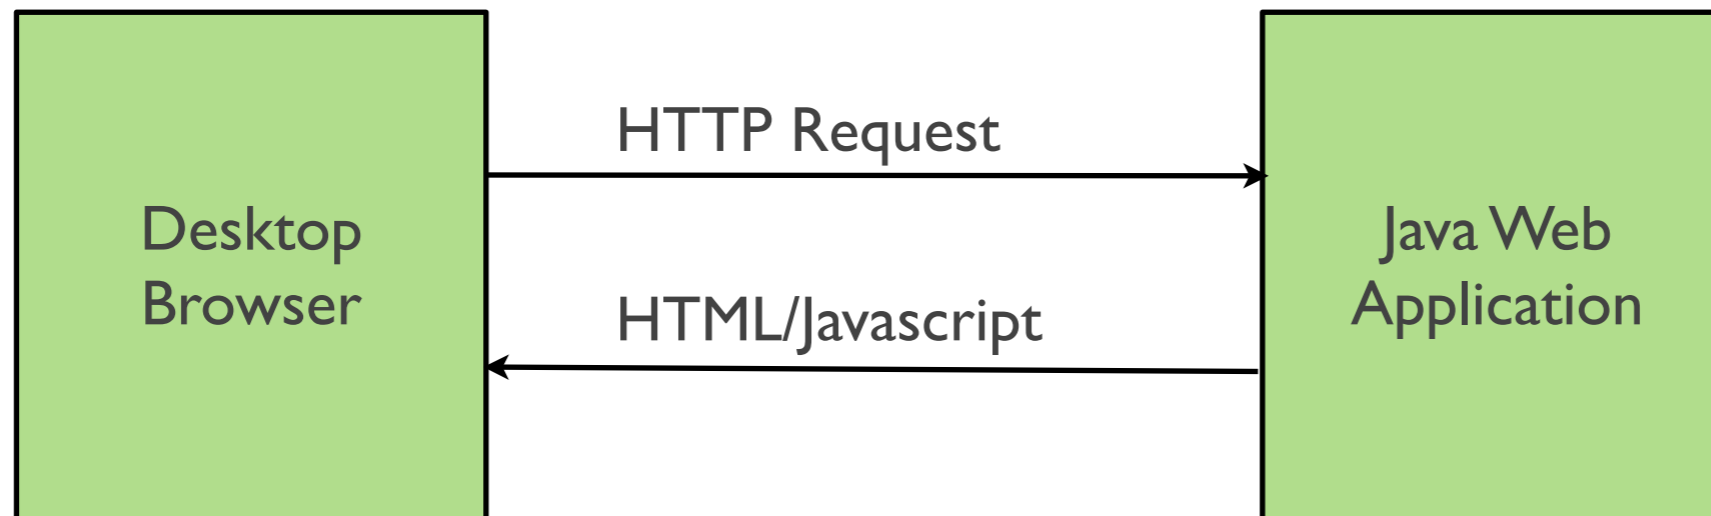 Desktop
Browser
HTTP Request
HTML/Javascript
Java Web
Application